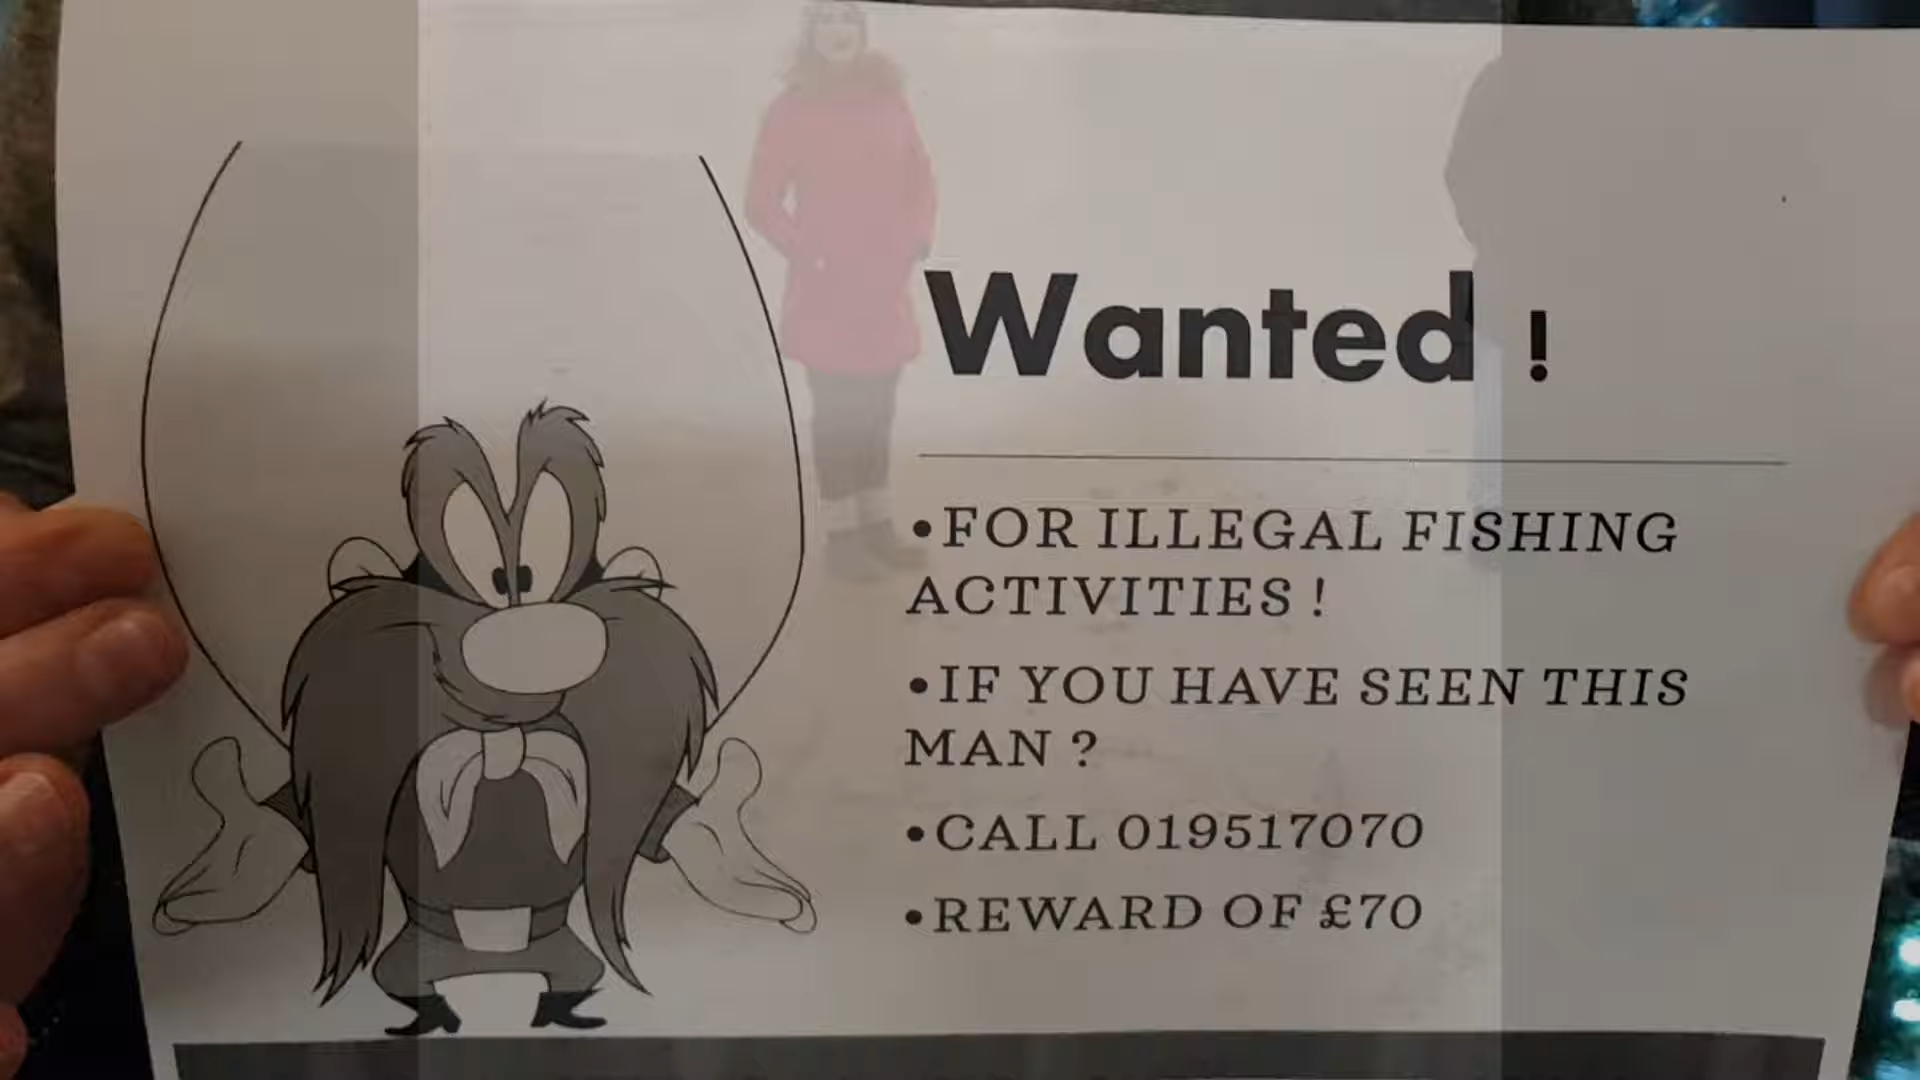 Wanted !
•FOR ILLEGAL FISHING
ACTIVITIES !
•IF YOU HAVE SEEN THIS
MAN ?
•CALL 019517070
•REWARD OF £70